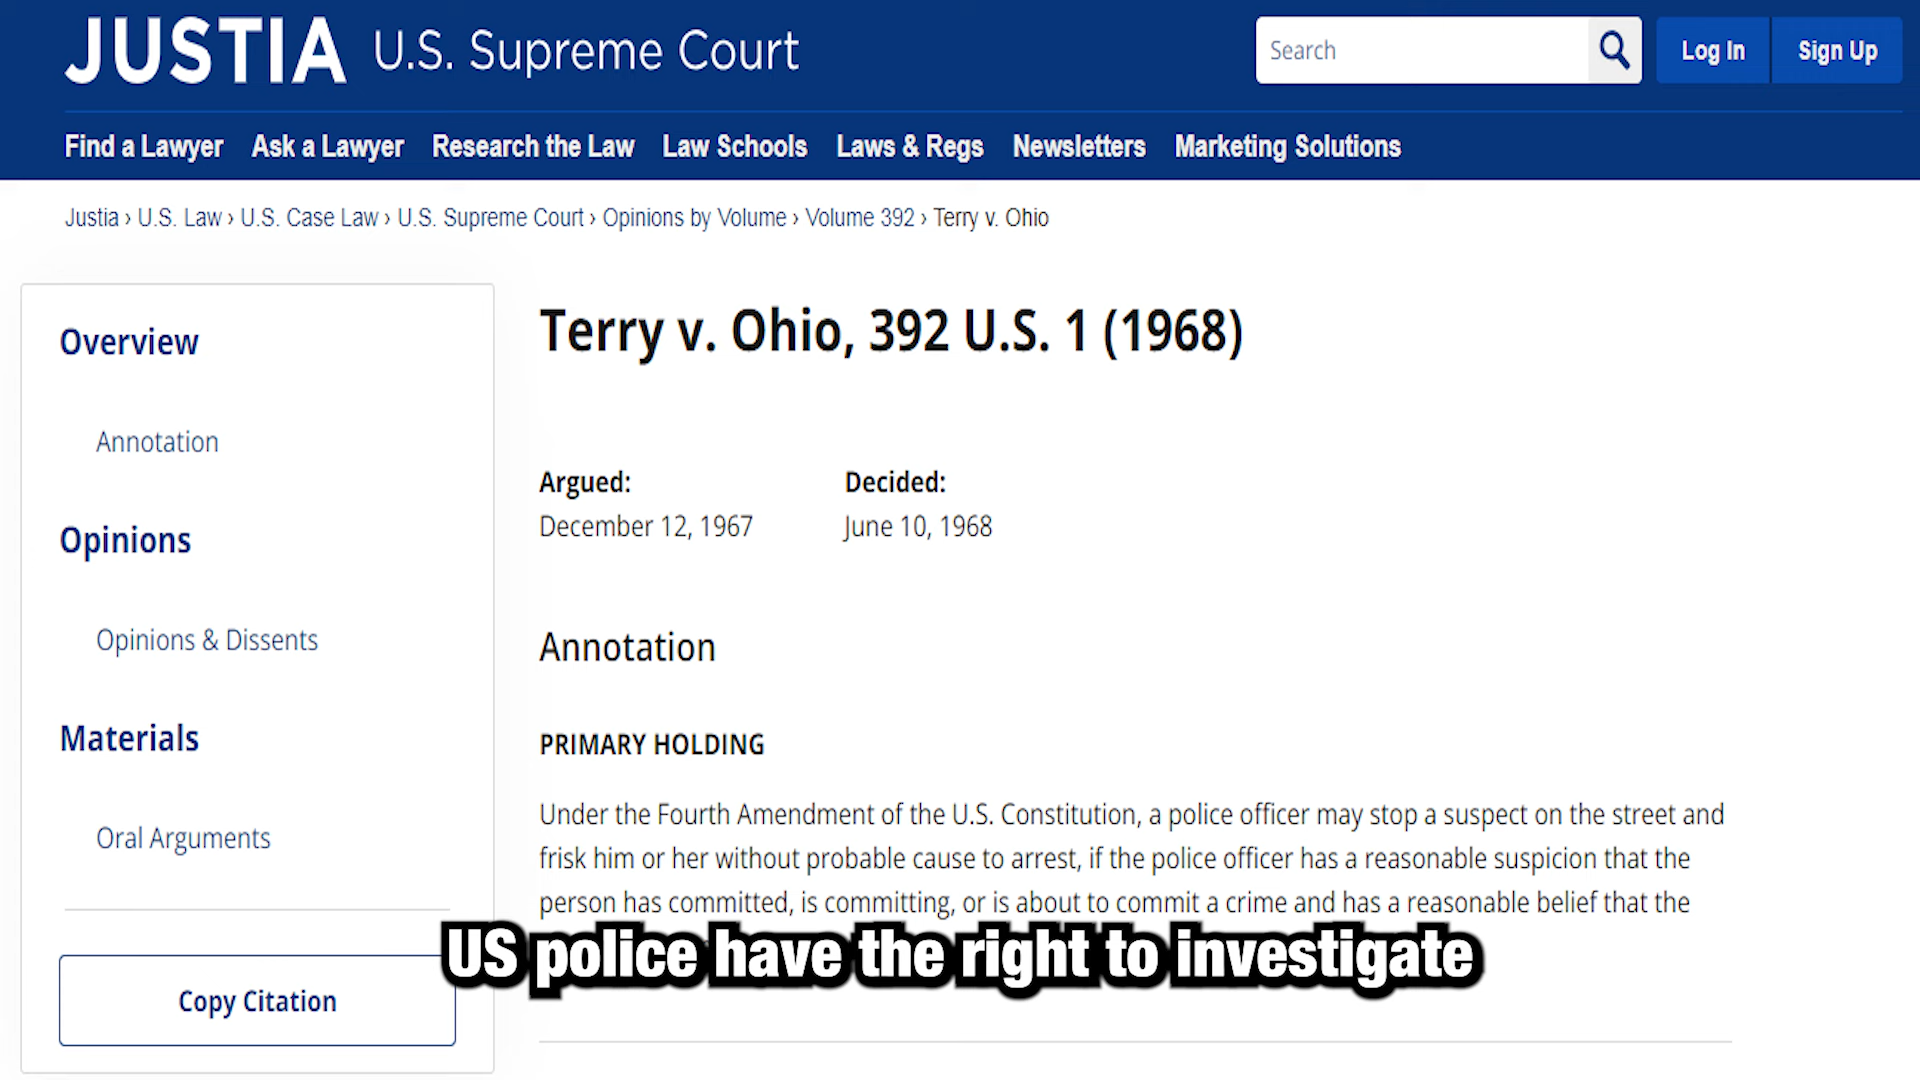 JUSTIA U.S. Supreme Court
Search
Log In
Sign Up
Find a Lawyer Ask a Lawyer Research the Law Law Schools Laws & Regs Newsletters Marketing Solutions
Justia › U.S. Law › U.S. Case Law › U.S. Supreme Court › Opinions by Volume › Volume 392 › Terry v. Ohio
Overview
Annotation
Opinions
Opinions & Dissents
Materials
Oral Arguments
Copy Citation
Terry v. Ohio, 392 U.S. 1 (1968)
Argued:
December 12, 1967
Decided:
June 10, 1968
Annotation
PRIMARY HOLDING
Under the Fourth Amendment of the U.S. Constitution, a police officer may stop a suspect on the street and
frisk him or her without probable cause to arrest, if the police officer has a reasonable suspicion that the
person has committed, is committing, or is about to commit a crime and has a reasonable belief that the
US police have the right to investigate